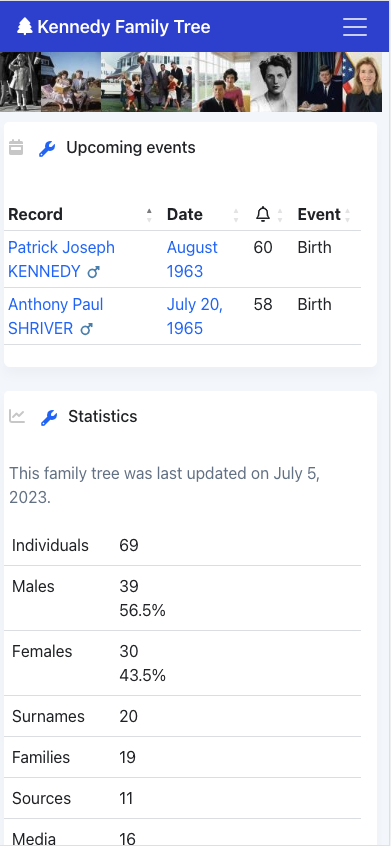 Kennedy Family Tree
Upcoming events
Record Date Event
Patrick Joseph August 60 Birth
KENNEDY ♂ 1963
Anthony Paul July 20, 58 Birth
SHRIVER ♂ 1965
Statistics
This family tree was last updated on July 5,
2023.
Individuals 69
Males 39
56.5%
Females 30
43.5%
Surnames 20
Families 19
Sources 11
Media 16